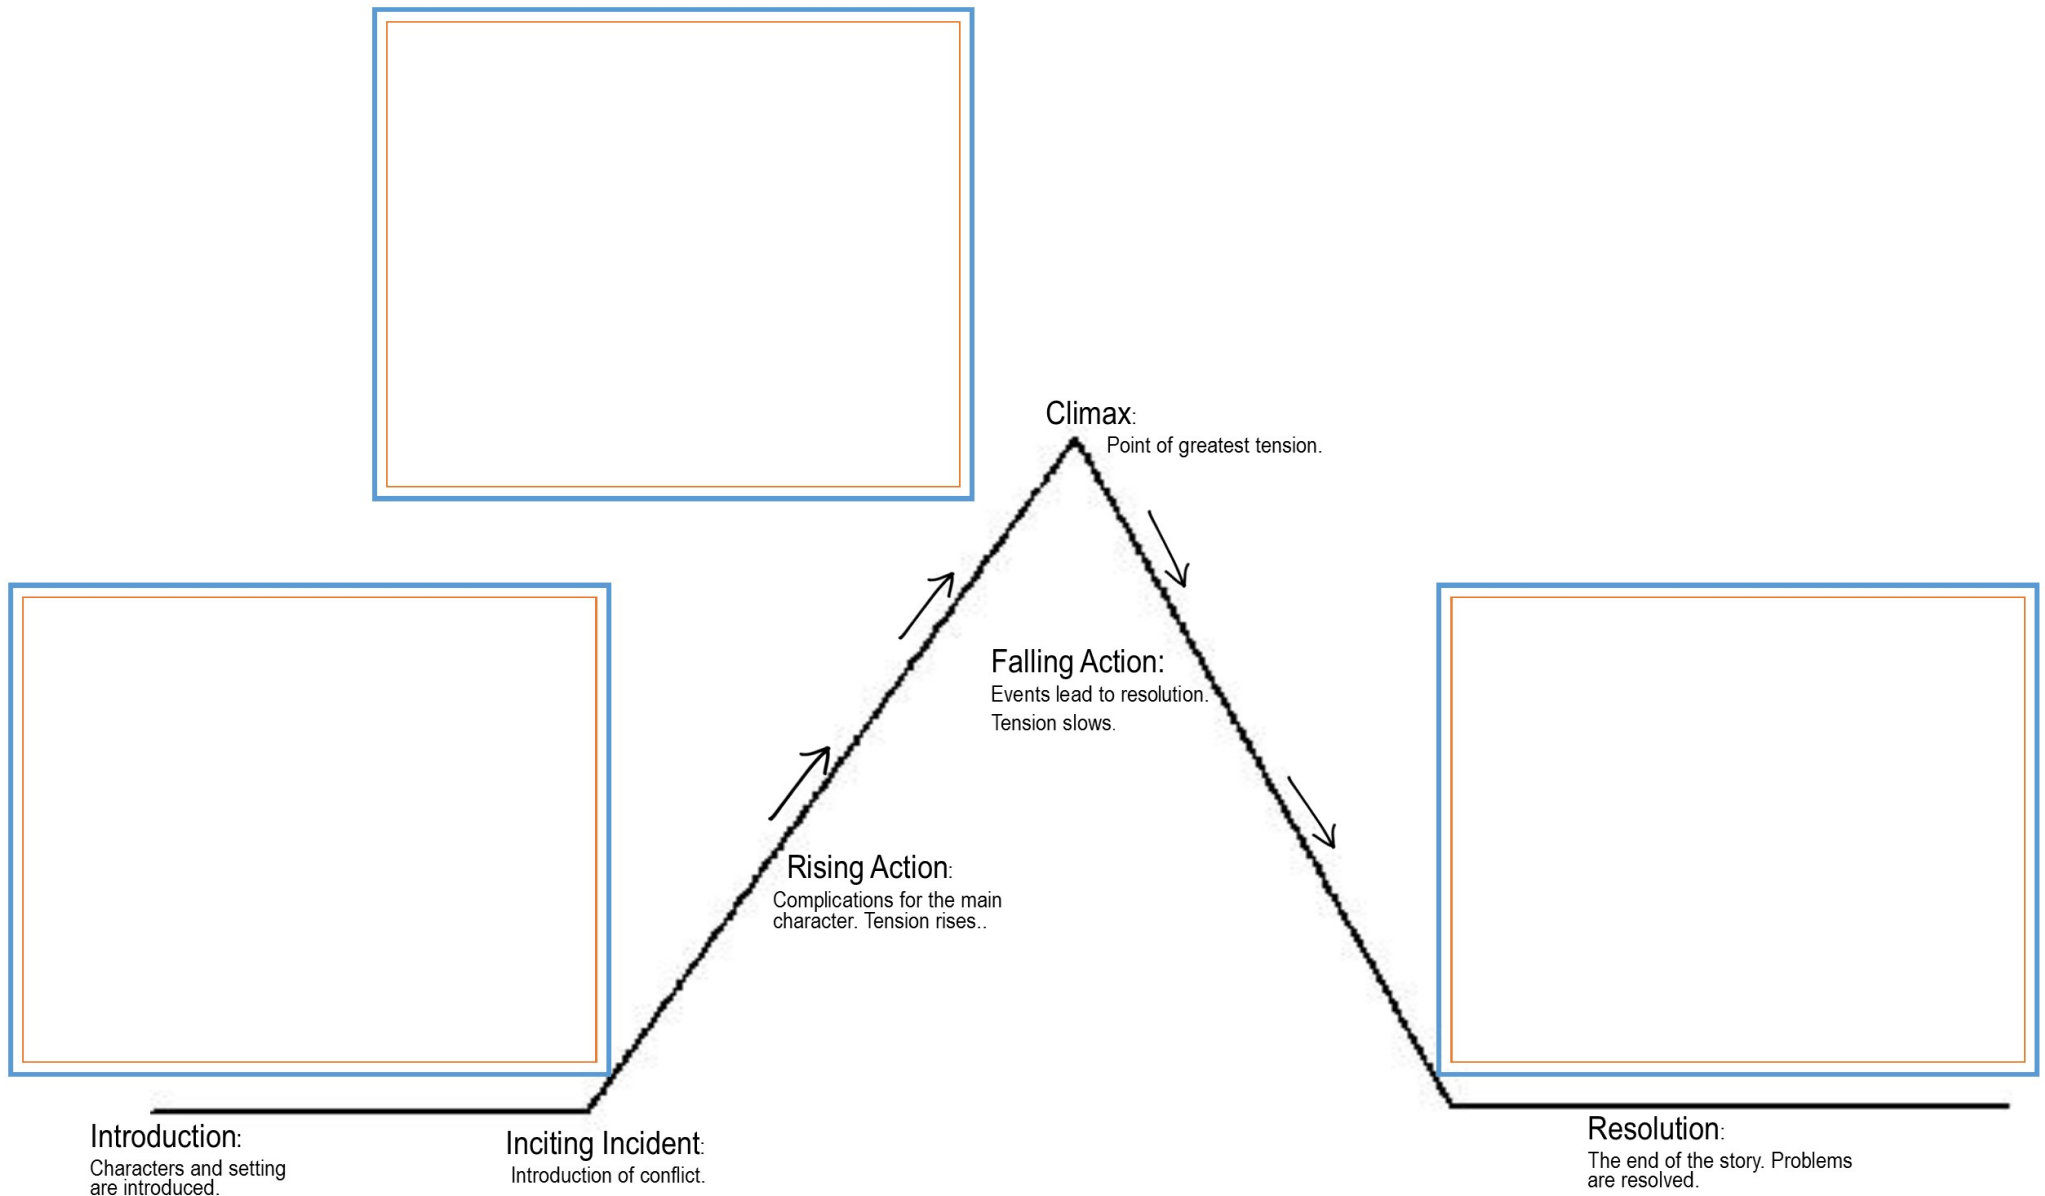 Climax:
Point of greatest tension.
Falling Action:
Events lead to resolution.
Tension slows.
Rising Action:
Complications for the main
character. Tension rises..
Introduction:
Characters and setting
are introduced.
Inciting Incident:
Introduction of conflict.
Resolution:
The end of the story. Problems
are resolved.